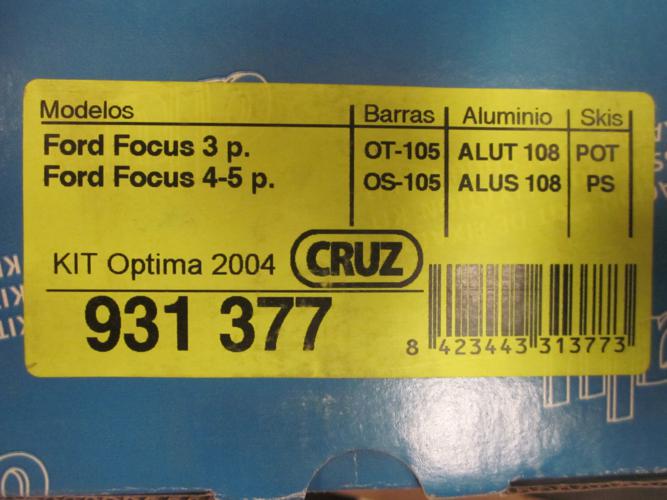 Modelos Barras Aluminio Skis
Ford Focus 3 p. OT-105 ALUT 108 POT
Ford Focus 4-5 p. OS-105 ALUS 108 PS
KIT Optima 2004 CRUZ
931 377
8 423443 313773